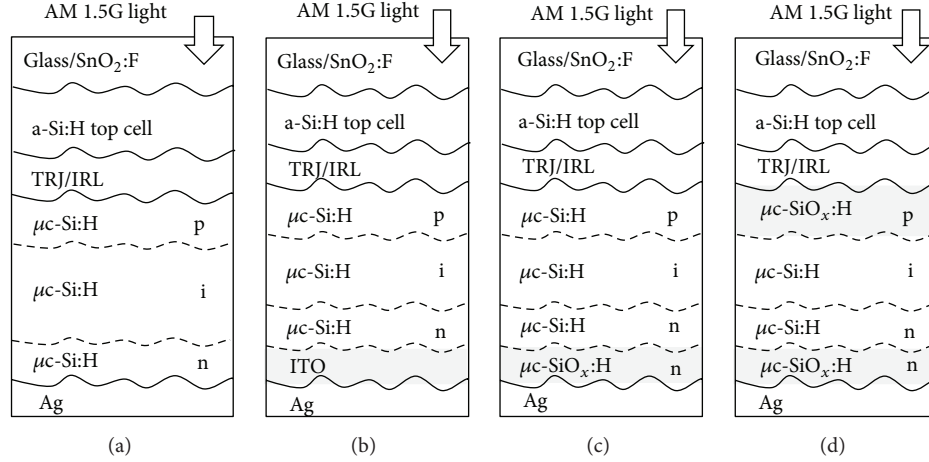 AM 1.5G light
Glass/SnO₂:F
a-Si:H top cell
TRJ/IRL
μc-Si:H p
μc-Si:H i
μc-Si:H n
Ag
(a)
AM 1.5G light
Glass/SnO₂:F
a-Si:H top cell
TRJ/IRL
μc-Si:H p
μc-Si:H i
μc-Si:H n
ITO
Ag
(b)
AM 1.5G light
Glass/SnO₂:F
a-Si:H top cell
TRJ/IRL
μc-Si:H p
μc-Si:H i
μc-Si:H n
μc-SiOₓ:H n
Ag
(c)
AM 1.5G light
Glass/SnO₂:F
a-Si:H top cell
TRJ/IRL
μc-SiOₓ:H p
μc-Si:H i
μc-Si:H n
μc-SiOₓ:H n
Ag
(d)